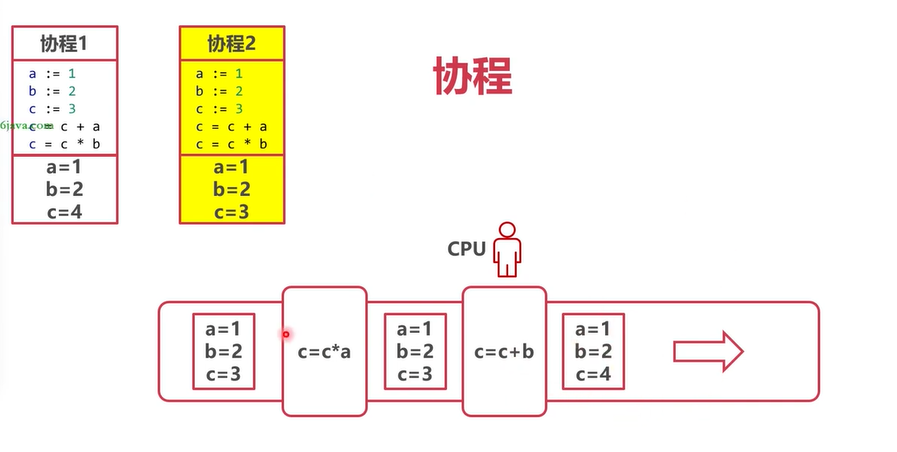 协程1
a := 1
b := 2
c := 3
c = c + a
c = c * b
a=1
b=2
c=4
协程2
a := 1
b := 2
c := 3
c = c + a
c = c * b
a=1
b=2
c=3
协程
6java.com
CPU
a=1
b=2
c=3
c=c*a
a=1
b=2
c=3
c=c+b
a=1
b=2
c=4